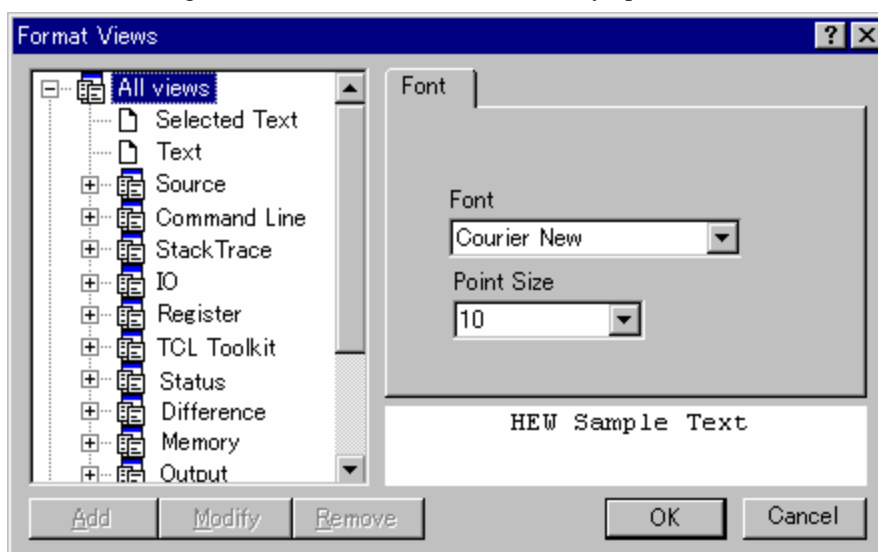 Format Views
All views
Selected Text
Text
Source
Command Line
StackTrace
IO
Register
TCL Toolkit
Status
Difference
Memory
Output
Font
Font
Courier New
Point Size
10
HEW Sample Text
Add
Modify
Remove
OK
Cancel